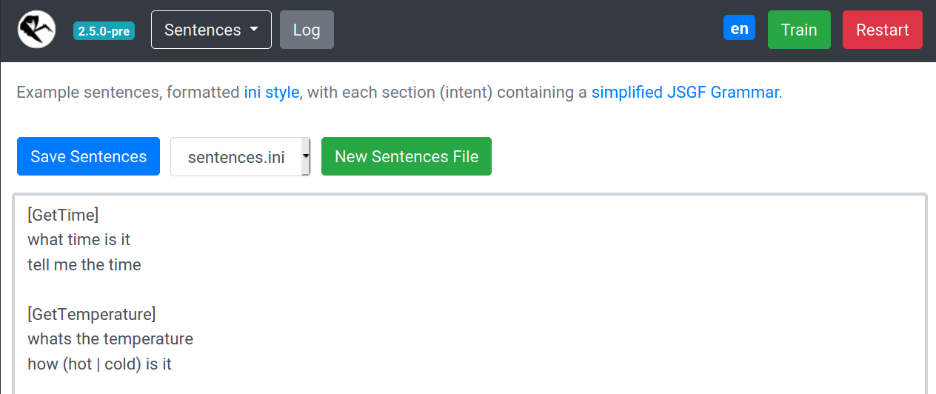 2.5.0-pre Sentences Log en Train Restart
Example sentences, formatted ini style, with each section (intent) containing a simplified JSGF Grammar.
Save Sentences sentences.ini New Sentences File
[GetTime]
what time is it
tell me the time
[GetTemperature]
whats the temperature
how (hot | cold) is it